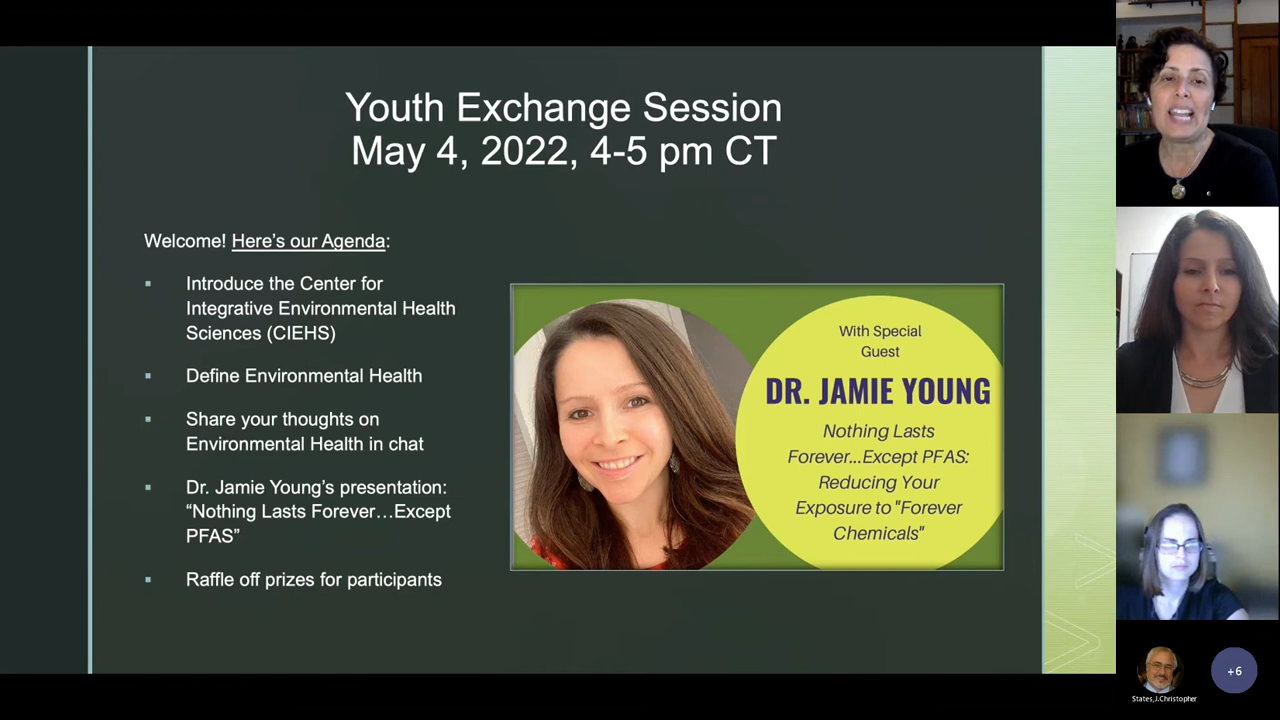 Youth Exchange Session
May 4, 2022, 4-5 pm CT
Welcome! Here's our Agenda:
▪ Introduce the Center for
Integrative Environmental Health
Sciences (CIEHS)
▪ Define Environmental Health
▪ Share your thoughts on
Environmental Health in chat
▪ Dr. Jamie Young's presentation:
“Nothing Lasts Forever…Except
PFAS”
▪ Raffle off prizes for participants
With Special
Guest
DR. JAMIE YOUNG
Nothing Lasts
Forever...Except PFAS:
Reducing Your
Exposure to "Forever
Chemicals"
States,J.Christopher
+6